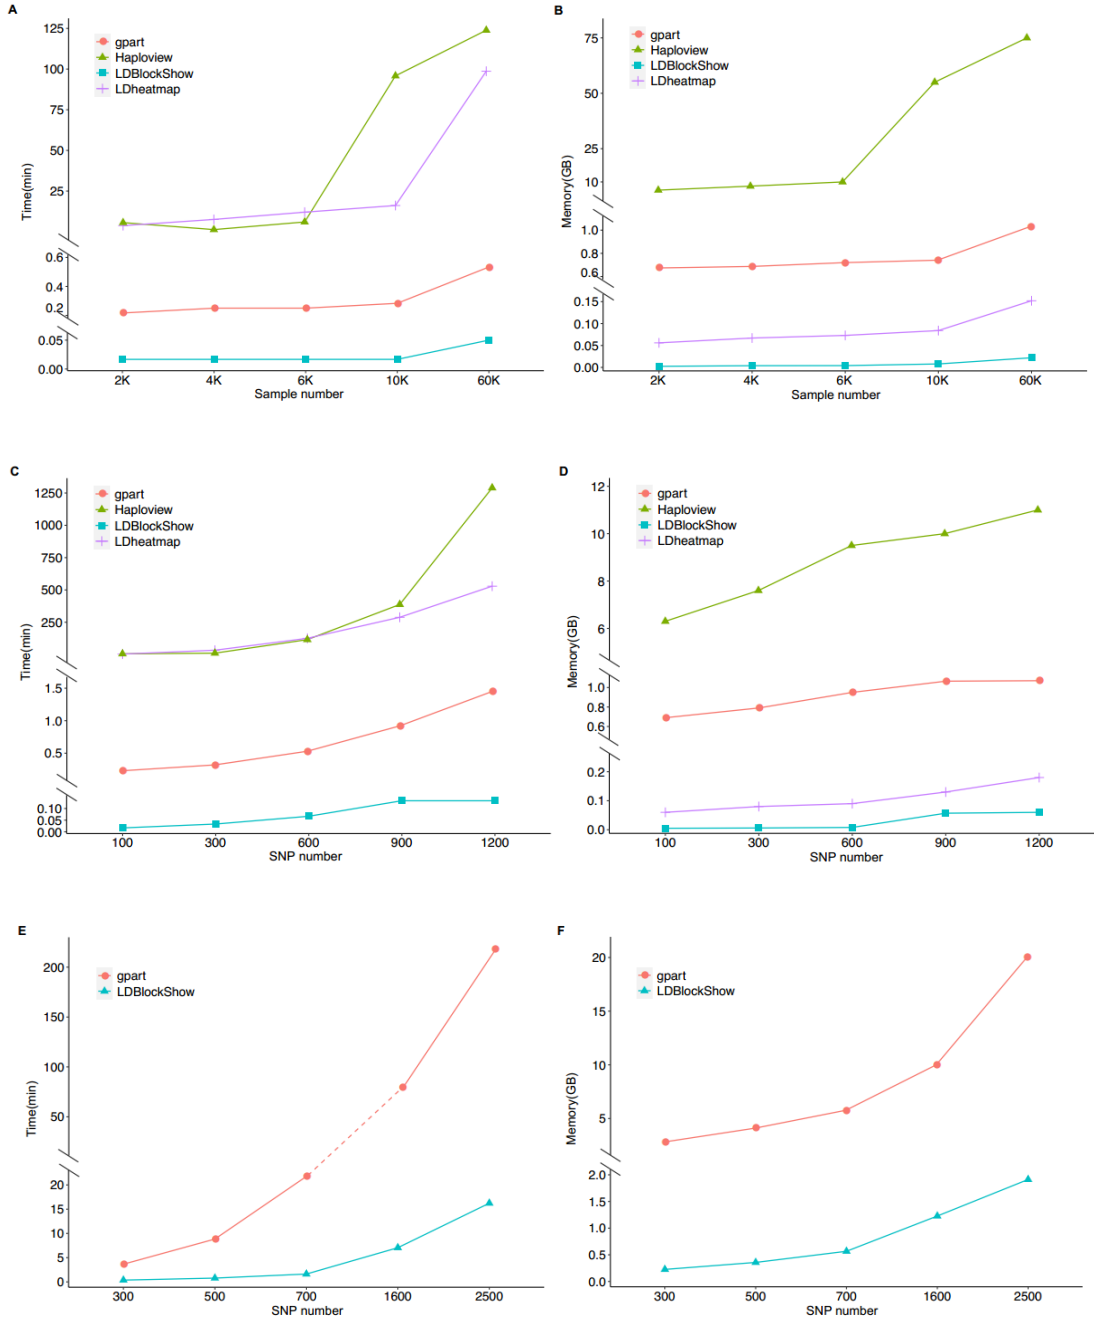 A
125
100
75
50
25
0.6
0.4
0.2
0.05
0.00
Time(min)
gpart
Haploview
LDBlockShow
LDheatmap
2K 4K 6K 10K 60K
Sample number
B
75
50
25
10
1.0
0.8
0.6
0.15
0.10
0.05
0.00
Memory(GB)
gpart
Haploview
LDBlockShow
LDheatmap
2K 4K 6K 10K 60K
Sample number
C
1250
1000
750
500
250
1.5
1.0
0.5
0.10
0.05
0.00
Time(min)
gpart
Haploview
LDBlockShow
LDheatmap
100 300 600 900 1200
SNP number
D
12
10
8
6
1.0
0.8
0.6
0.2
0.1
0.0
Memory(GB)
gpart
Haploview
LDBlockShow
LDheatmap
100 300 600 900 1200
SNP number
E
200
150
100
50
20
15
10
5
0
Time(min)
gpart
LDBlockShow
300 500 700 1600 2500
SNP number
F
20
15
10
5
2.0
1.5
1.0
0.5
0.0
Memory(GB)
gpart
LDBlockShow
300 500 700 1600 2500
SNP number